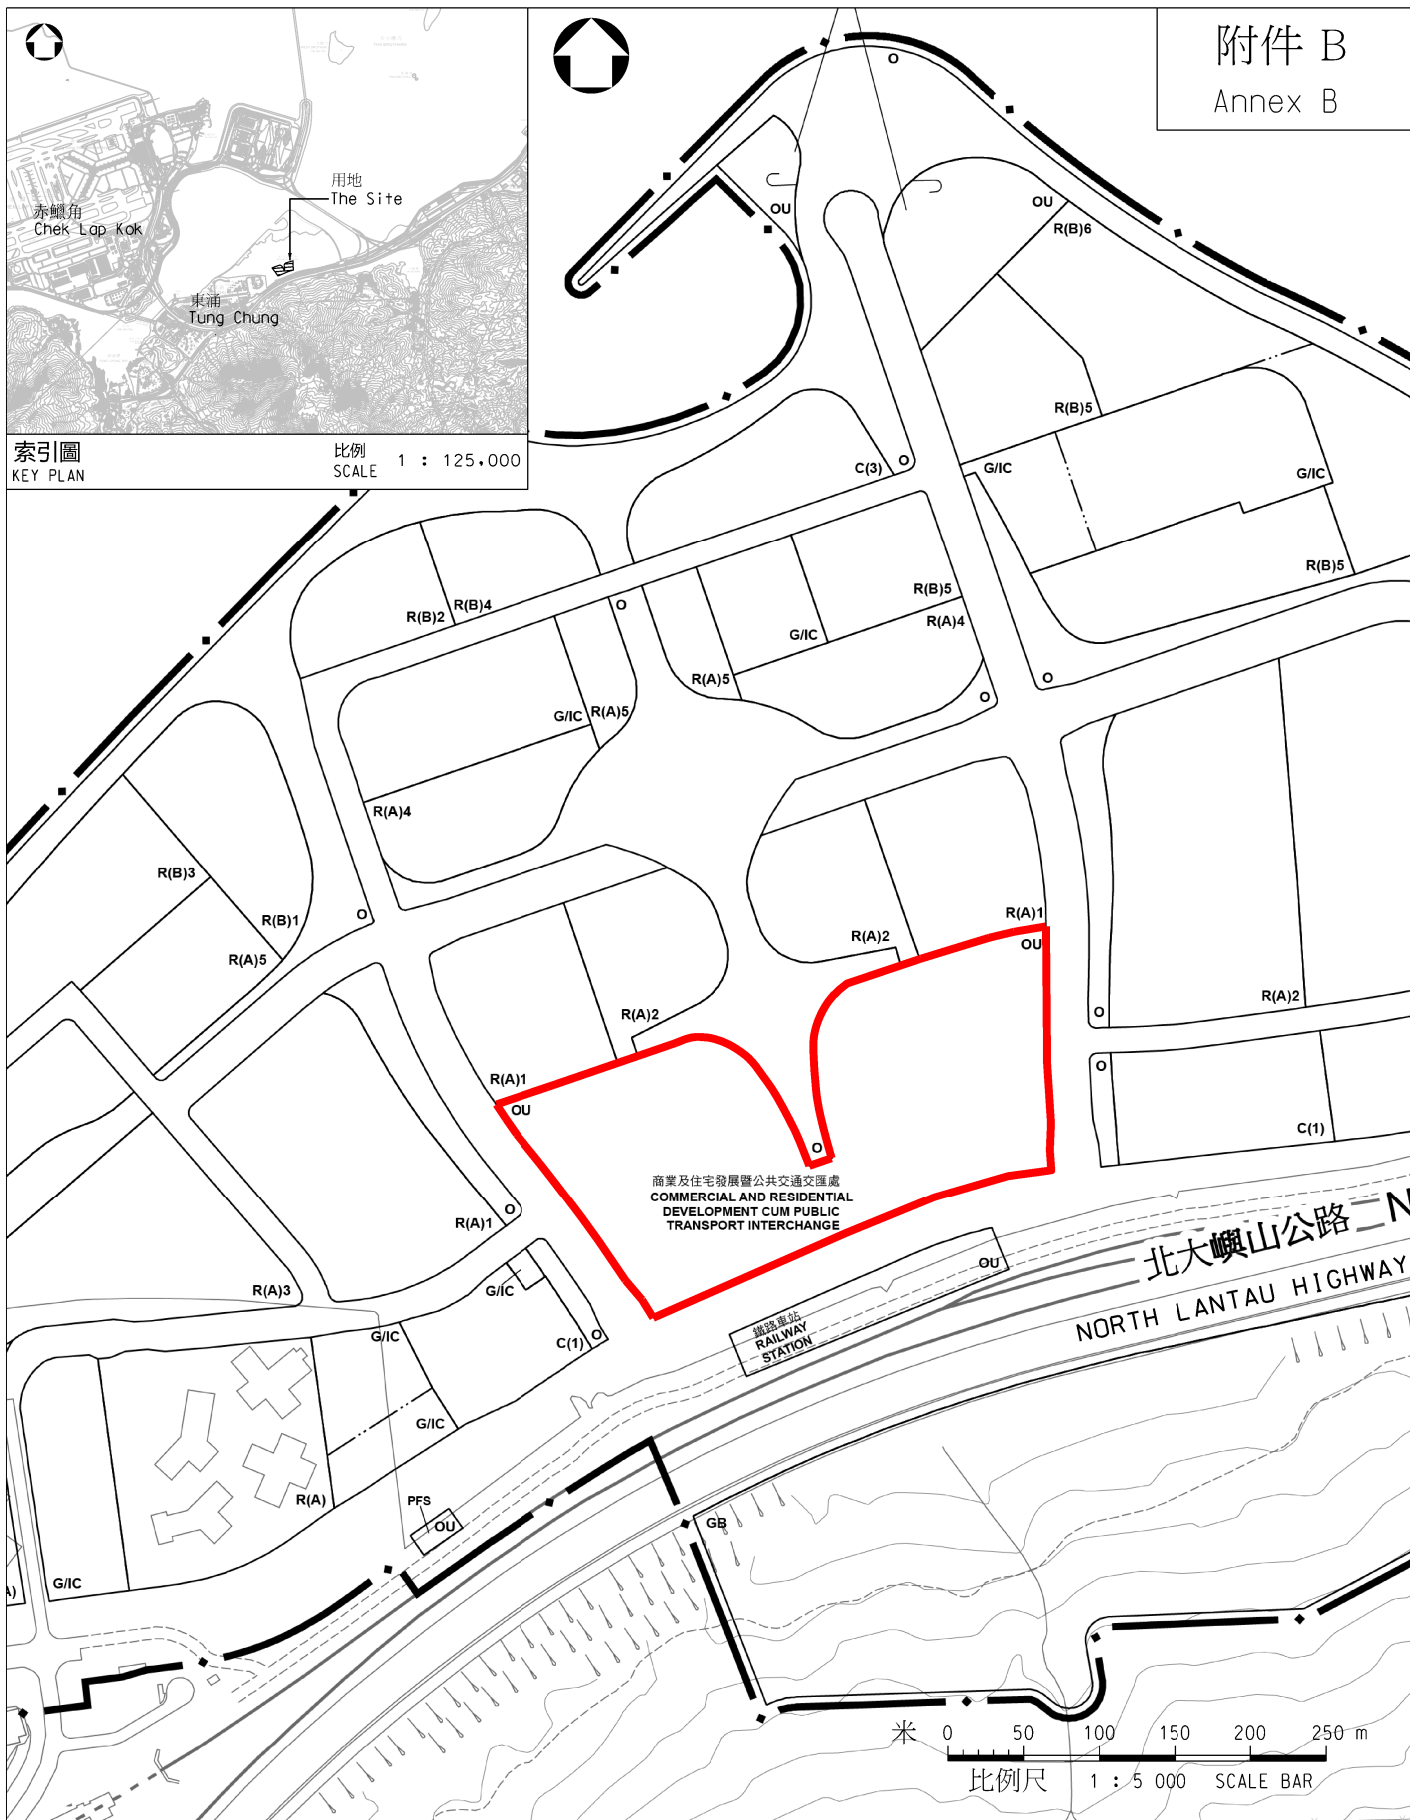 附件 B
Annex B
用地
The Site
赤鱲角
Chek Lap Kok
東涌
Tung Chung
索引圖
KEY PLAN
比例
SCALE
1 : 125,000
O
OU
OU
R(B)6
R(B)5
C(3)
O
G/IC
G/IC
R(B)5
R(B)2
R(B)4
O
R(B)5
R(A)4
G/IC
R(A)5
O
O
G/IC
R(A)5
R(A)4
R(B)3
R(B)1
R(A)5
O
R(A)1
R(A)2
OU
R(A)2
O
R(A)2
O
R(A)1
OU
C(1)
O
商業及住宅發展暨公共交通交匯處
COMMERCIAL AND RESIDENTIAL
DEVELOPMENT CUM PUBLIC
TRANSPORT INTERCHANGE
O
R(A)1
R(A)3
G/IC
G/IC
O
C(1)
OU
鐵路車站
RAILWAY
STATION
北大嶼山公路
N
NORTH LANTAU HIGHWAY
G/IC
R(A)
PFS
OU
GB
G/IC
A)
米 0 50 100 150 200 250 m
比例尺 1 : 5 000 SCALE BAR